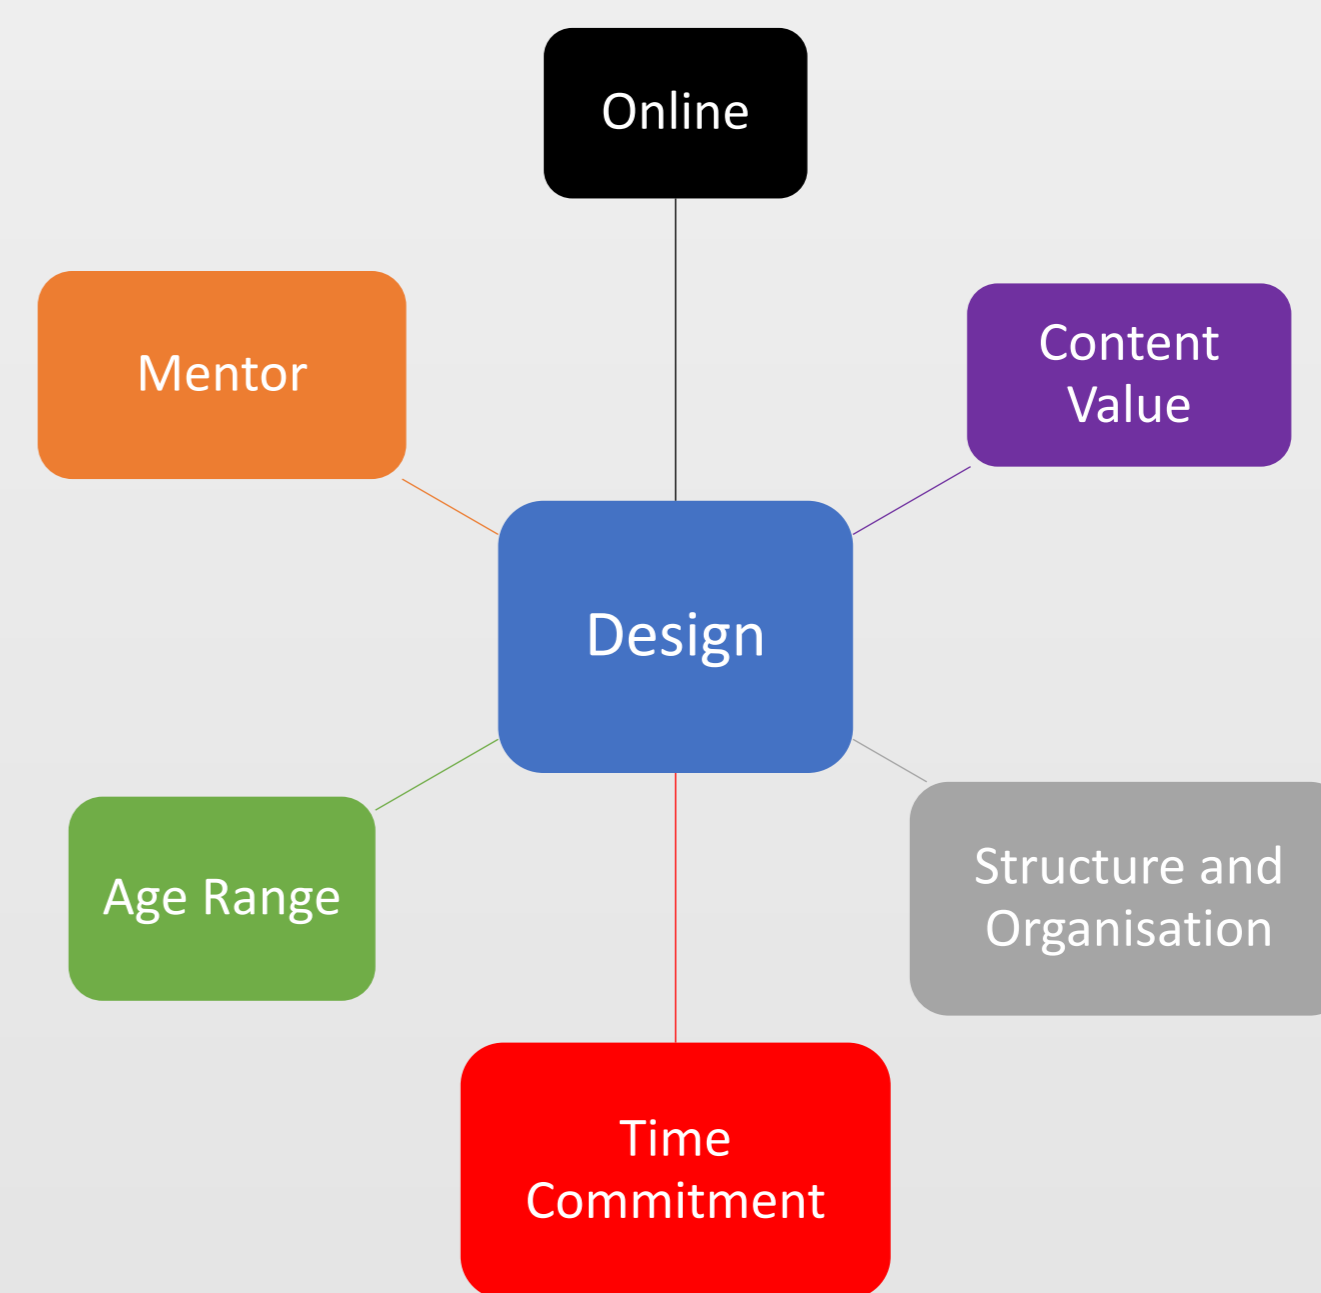 Online
Mentor
Content
Value
Design
Age Range
Structure and
Organisation
Time
Commitment